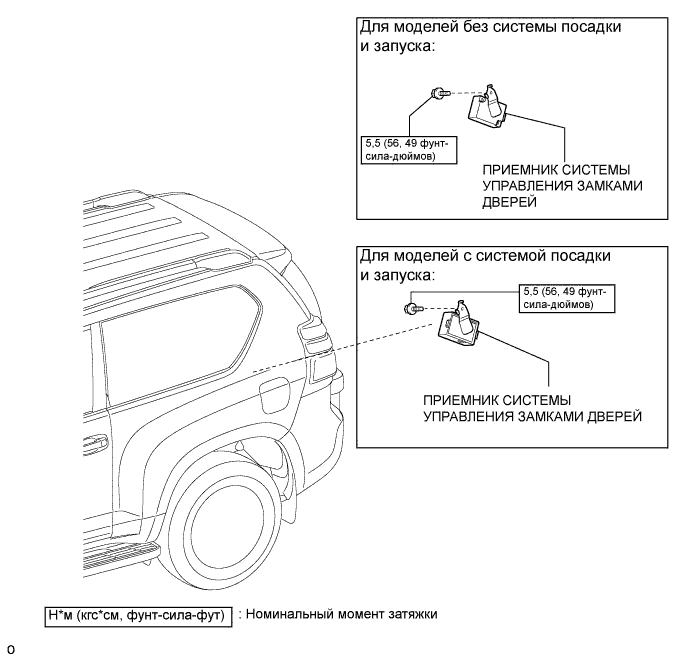 Для моделей без системы посадки
и запуска:
5,5 (56, 49 фунт-
сила-дюймов)
ПРИЕМНИК СИСТЕМЫ
УПРАВЛЕНИЯ ЗАМКАМИ
ДВЕРЕЙ
Для моделей с системой посадки
и запуска:
5,5 (56, 49 фунт-
сила-дюймов)
ПРИЕМНИК СИСТЕМЫ
УПРАВЛЕНИЯ ЗАМКАМИ ДВЕРЕЙ
Н*м (кгс*см, фунт-сила-фут) : Номинальный момент затяжки
O